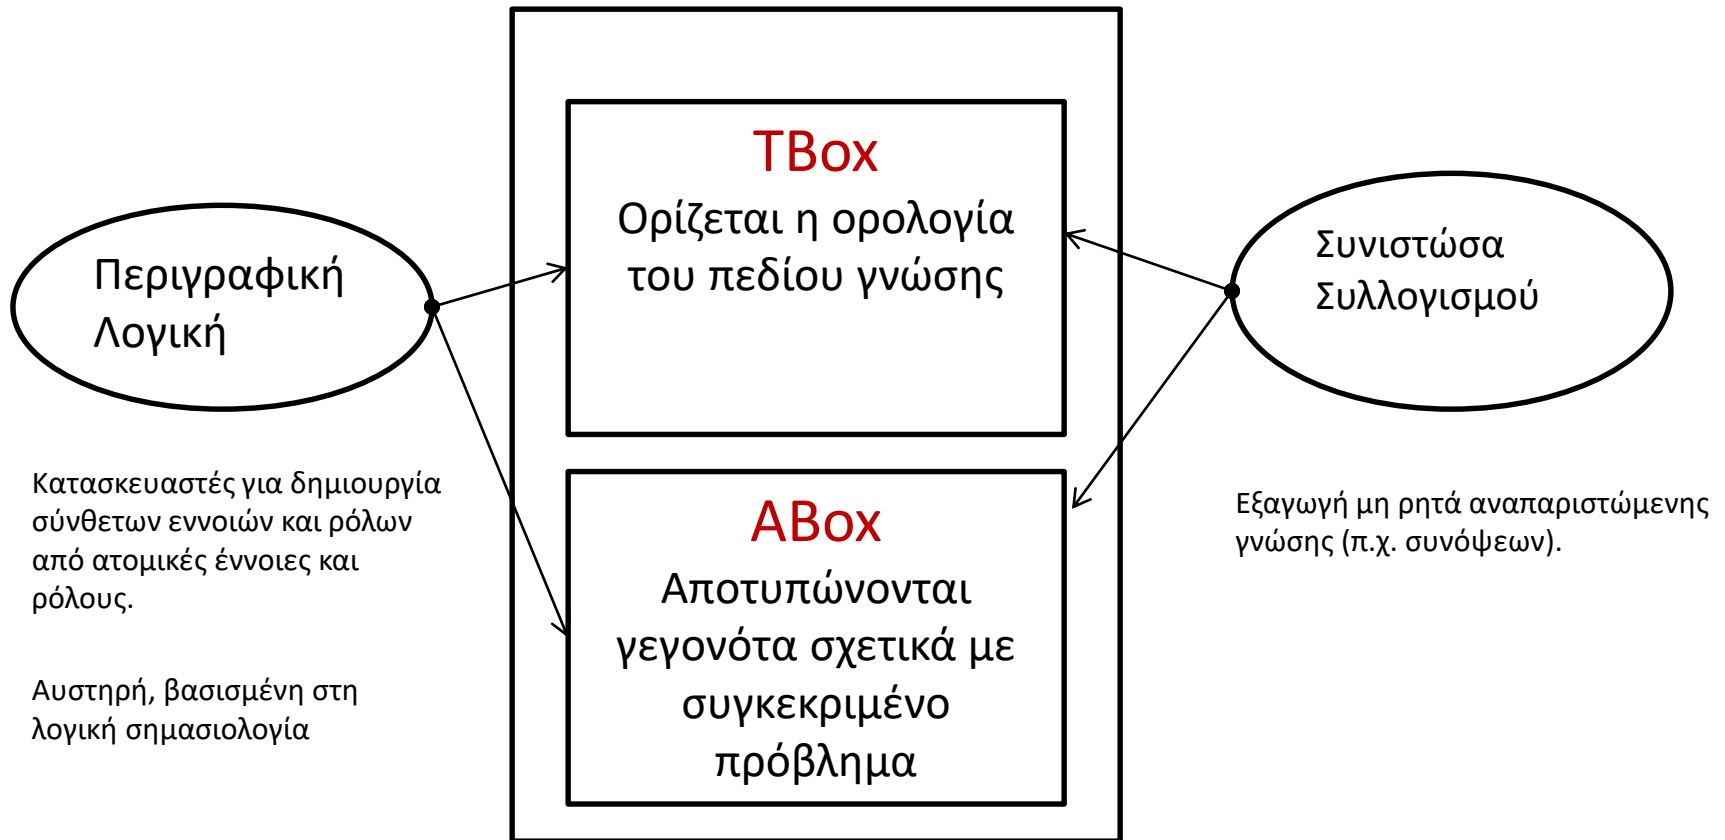 TBox
Ορίζεται η ορολογία
του πεδίου γνώσης
Περιγραφική
Λογική
Συνιστώσα
Συλλογισμού
Κατασκευαστές για δημιουργία
σύνθετων εννοιών και ρόλων
από ατομικές έννοιες και
ρόλους.
Αυστηρή, βασισμένη στη
λογική σημασιολογία
ABox
Αποτυπώνονται
γεγονότα σχετικά με
συγκεκριμένο
πρόβλημα
Εξαγωγή μη ρητά αναπαριστώμενης
γνώσης (π.χ. συνόψεων).